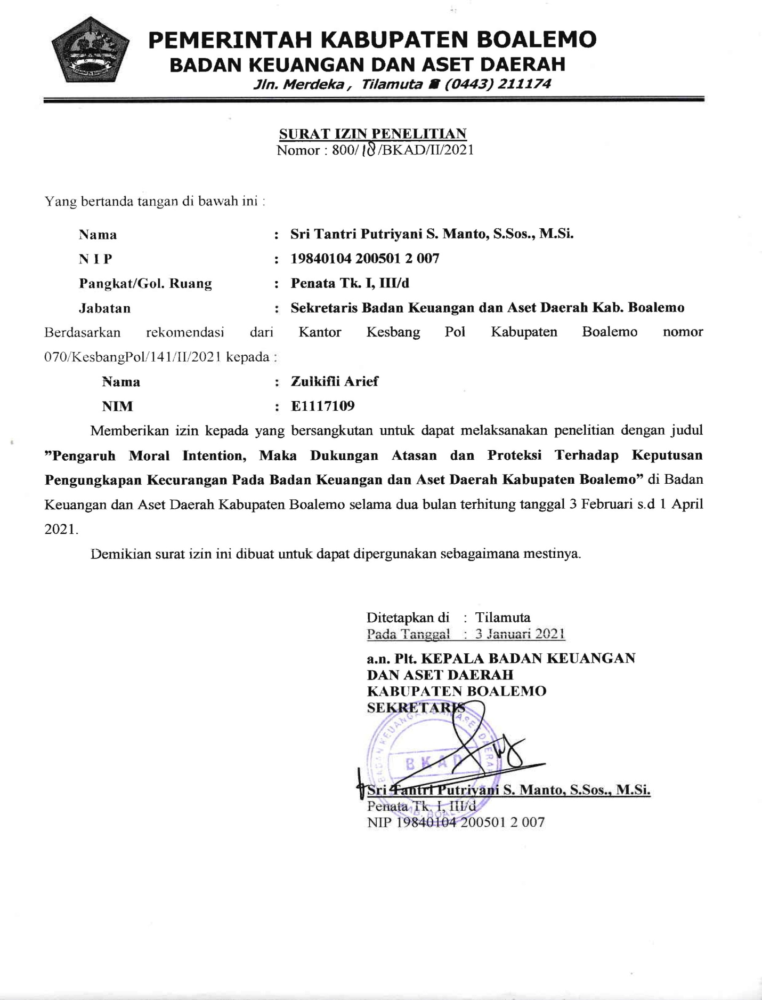 PEMERINTAH KABUPATEN BOALEMO
BADAN KEUANGAN DAN ASET DAERAH
Jln. Merdeka, Tilamuta ☎ (0443) 211174
SURAT IZIN PENELITIAN
Nomor : 800/18/BKAD/II/2021
Yang bertanda tangan di bawah ini :
Nama : Sri Tantri Putriyani S. Manto, S.Sos., M.Si.
N I P : 19840104 200501 2 007
Pangkat/Gol. Ruang : Penata Tk. I, III/d
Jabatan : Sekretaris Badan Keuangan dan Aset Daerah Kab. Boalemo
Berdasarkan rekomendasi dari Kantor Kesbang Pol Kabupaten Boalemo nomor
070/KesbangPol/141/II/2021 kepada :
Nama : Zulkifli Arief
NIM : E1117109
Memberikan izin kepada yang bersangkutan untuk dapat melaksanakan penelitian dengan judul
”Pengaruh Moral Intention, Maka Dukungan Atasan dan Proteksi Terhadap Keputusan
Pengungkapan Kecurangan Pada Badan Keuangan dan Aset Daerah Kabupaten Boalemo” di Badan
Keuangan dan Aset Daerah Kabupaten Boalemo selama dua bulan terhitung tanggal 3 Februari s.d 1 April
2021.
Demikian surat izin ini dibuat untuk dapat dipergunakan sebagaimana mestinya.
Ditetapkan di : Tilamuta
Pada Tanggal : 3 Januari 2021
a.n. Plt. KEPALA BADAN KEUANGAN
DAN ASET DAERAH
KABUPATEN BOALEMO
SEKRETARIS
BADAN KEUANGAN DAN ASET DAERAH
BKAD
KAB. BOALEMO
Sri Tantri Putriyani S. Manto, S.Sos., M.Si.
Penata Tk. I, III/d
NIP 19840104 200501 2 007